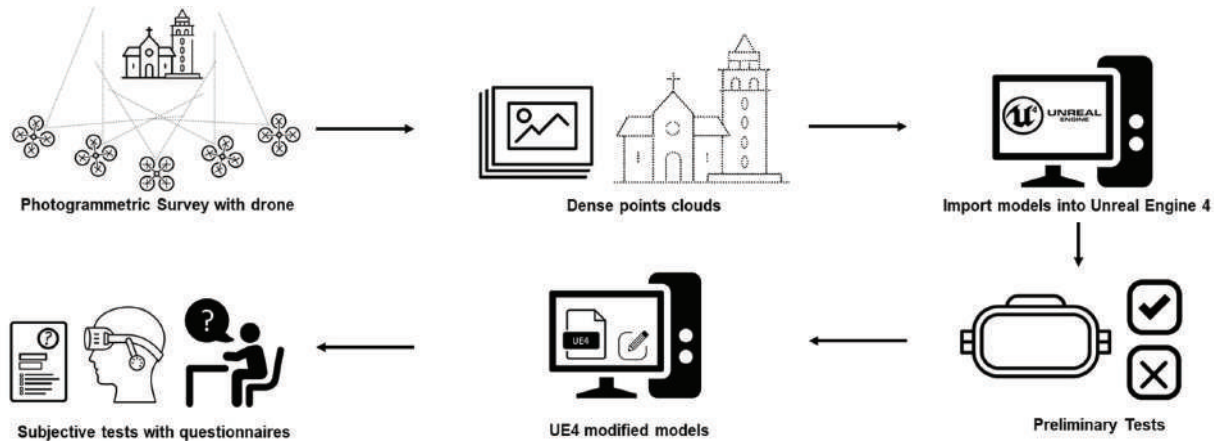 Photogrammetric Survey with drone
Dense points clouds
U 4
UNREAL
ENGINE
Import models into Unreal Engine 4
?
?
Subjective tests with questionnaires
UE4
UE4 modified models
Preliminary Tests